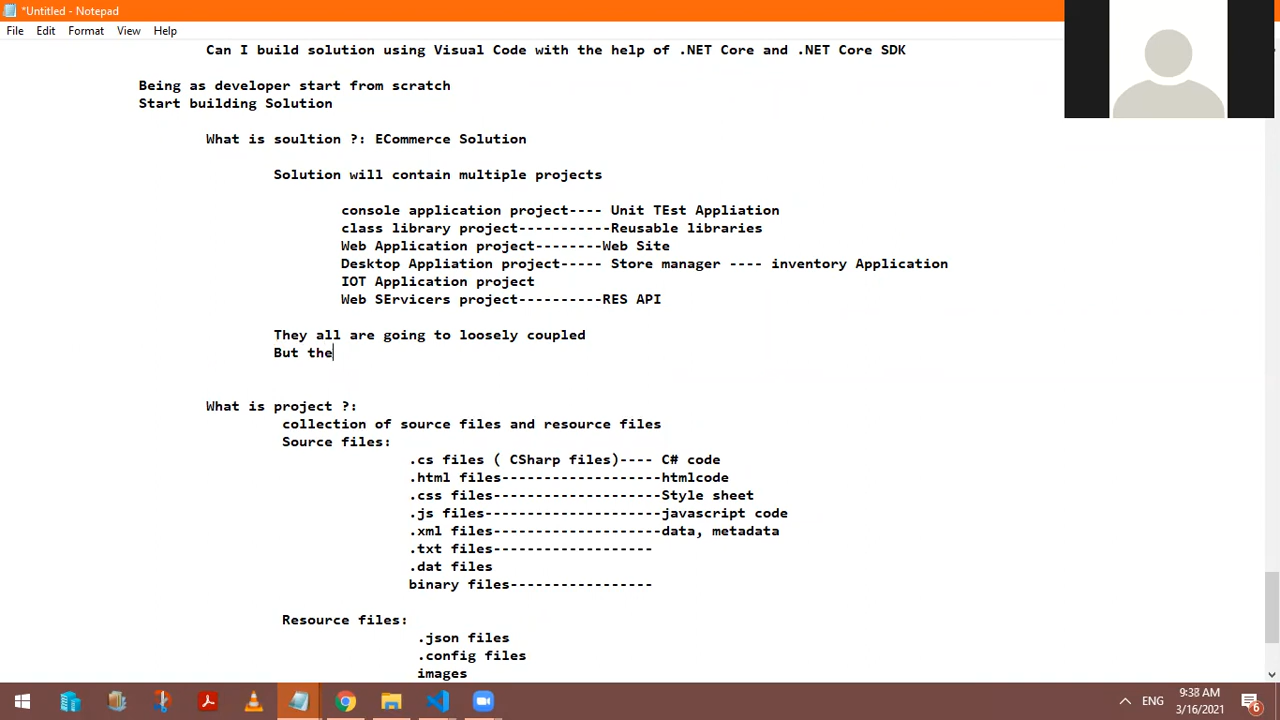 *Untitled - Notepad
File Edit Format View Help
Can I build solution using Visual Code with the help of .NET Core and .NET Core SDK
Being as developer start from scratch
Start building Solution
What is soultion ?: ECommerce Solution
Solution will contain multiple projects
console application project---- Unit TEst Appliation
class library project-----------Reusable libraries
Web Application project--------Web Site
Desktop Appliation project----- Store manager ---- inventory Application
IOT Application project
Web SErvicers project----------RES API
They all are going to loosely coupled
But the
What is project ?:
collection of source files and resource files
Source files:
.cs files ( CSharp files)---- C# code
.html files-------------------htmlcode
.css files--------------------Style sheet
.js files---------------------javascript code
.xml files--------------------data, metadata
.txt files-------------------
.dat files
binary files-----------------
Resource files:
.json files
.config files
images
ENG
9:38 AM
3/16/2021
6